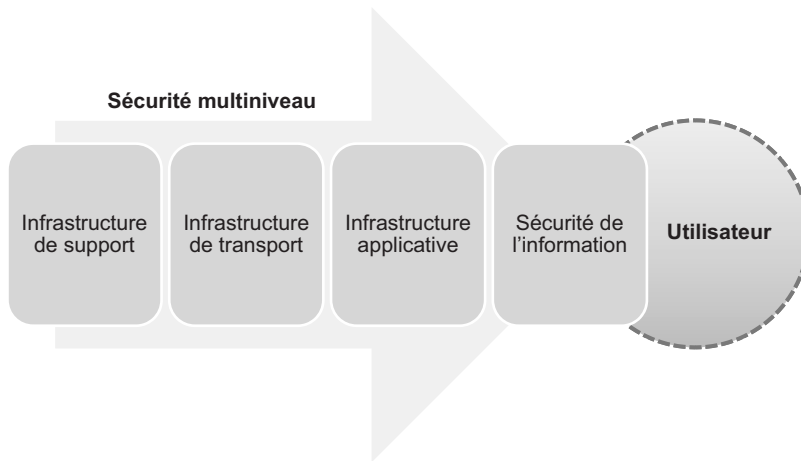 Sécurité multiniveau
Infrastructure
de support
Infrastructure
de transport
Infrastructure
applicative
Sécurité de
l’information
Utilisateur